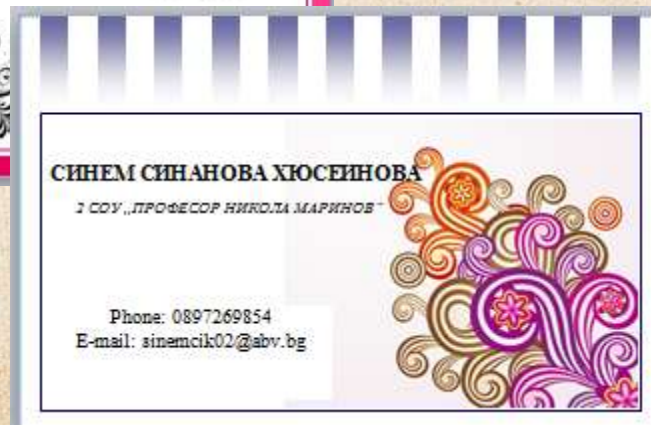 СИНЕМ СИНАНОВА ХЮСЕИНОВА
2 СОУ „ПРОФЕСОР НИКОЛА МАРИНОВ"
Phone: 0897269854
E-mail: sinemcik02@abv.bg